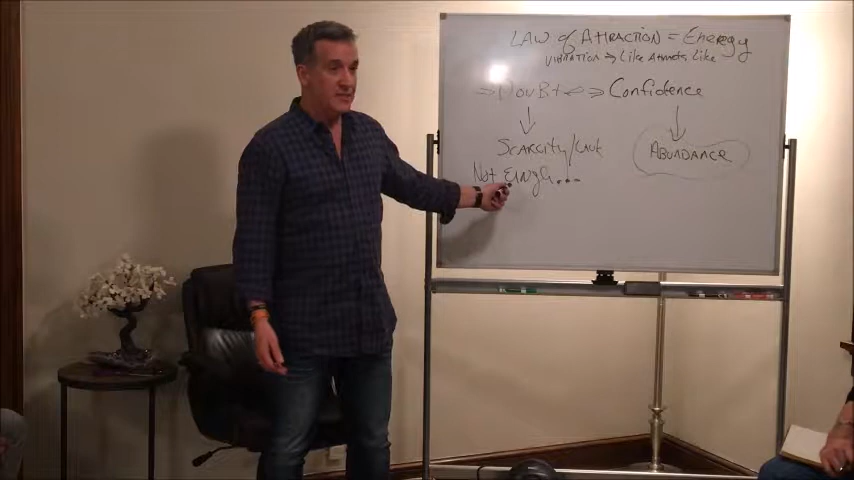 LAW of AttRACtION = Energy
VIBRATION ⇒ Like Attracts Like
⇒ Doubt ⇐⇒ Confidence
↓ ↓
SCARCity/LACK ABUNDANCE
Not Enough...